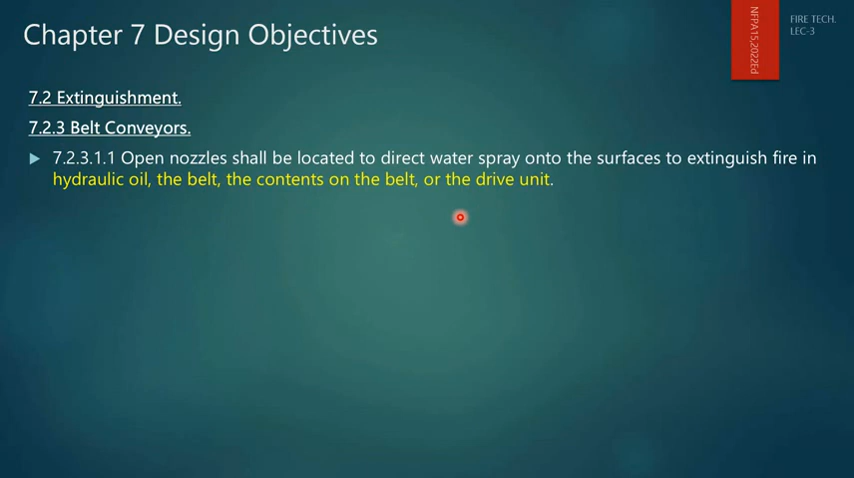 Chapter 7 Design Objectives
NFPA15,2022Ed
FIRE TECH.
LEC-3
7.2 Extinguishment.
7.2.3 Belt Conveyors.
7.2.3.1.1 Open nozzles shall be located to direct water spray onto the surfaces to extinguish fire in
hydraulic oil, the belt, the contents on the belt, or the drive unit.